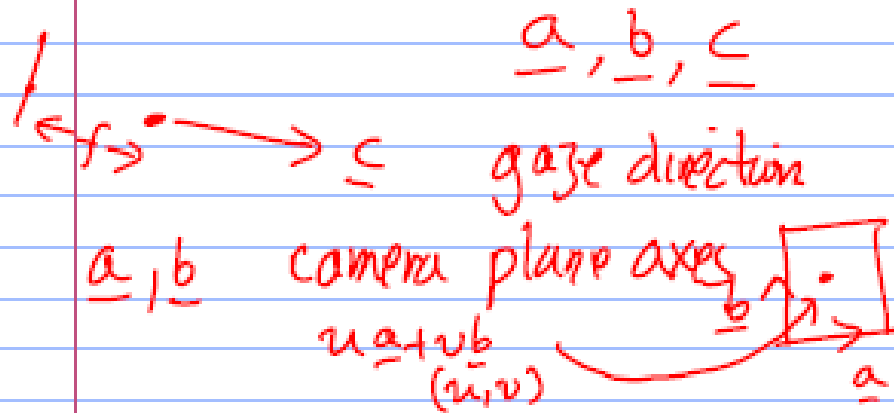 a, b, c
f
c gaze direction
a, b camera plane axes
b
ua+vb
(u,v)
a